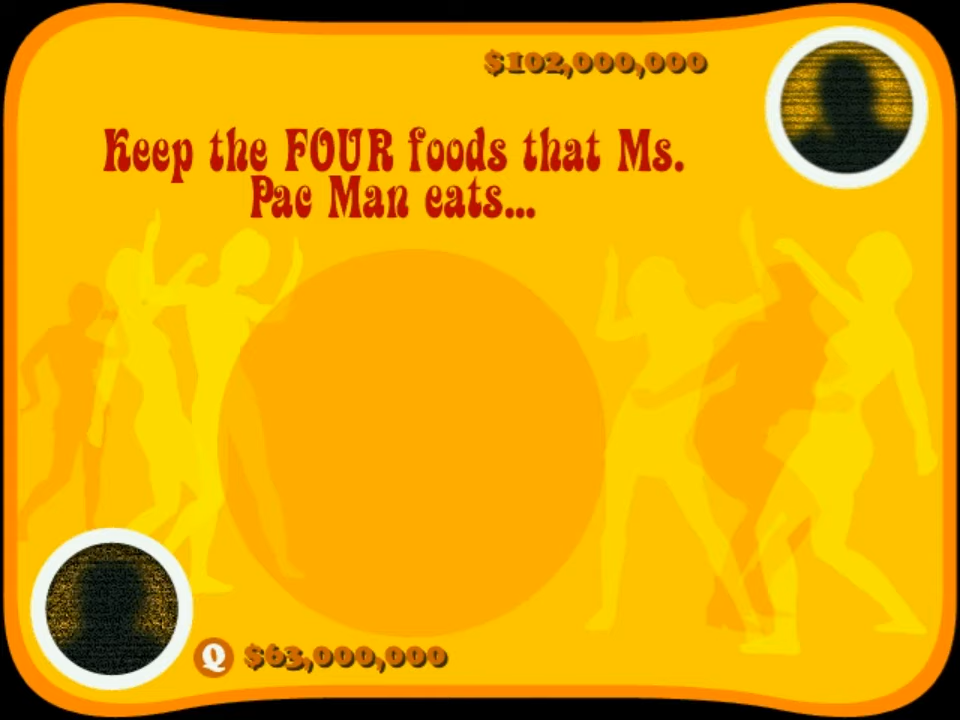 $102,000,000
Keep the FOUR foods that Ms.
Pac Man eats...
Q $63,000,000